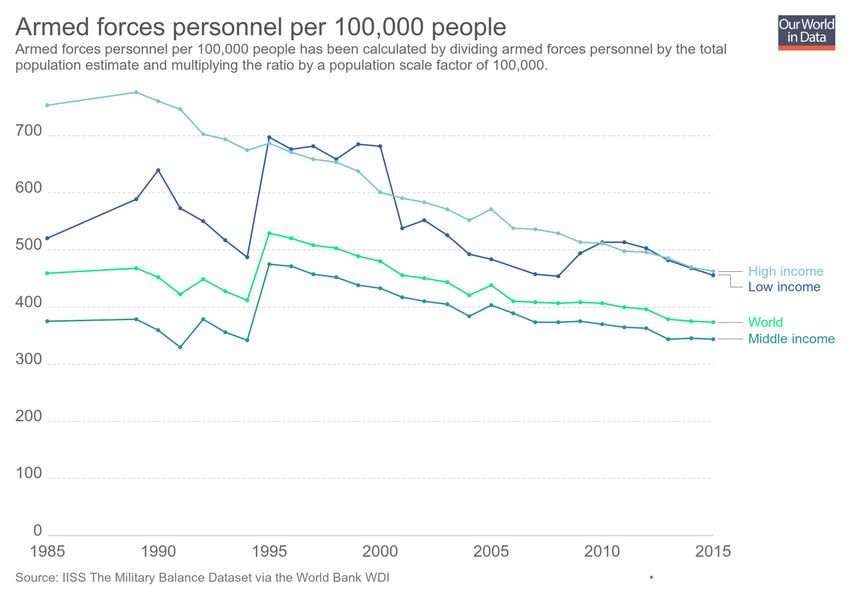 Armed forces personnel per 100,000 people
Our World
in Data
Armed forces personnel per 100,000 people has been calculated by dividing armed forces personnel by the total
population estimate and multiplying the ratio by a population scale factor of 100,000.
700
600
500
400
300
200
100
0
High income
Low income
World
Middle income
1985 1990 1995 2000 2005 2010 2015
Source: IISS The Military Balance Dataset via the World Bank WDI